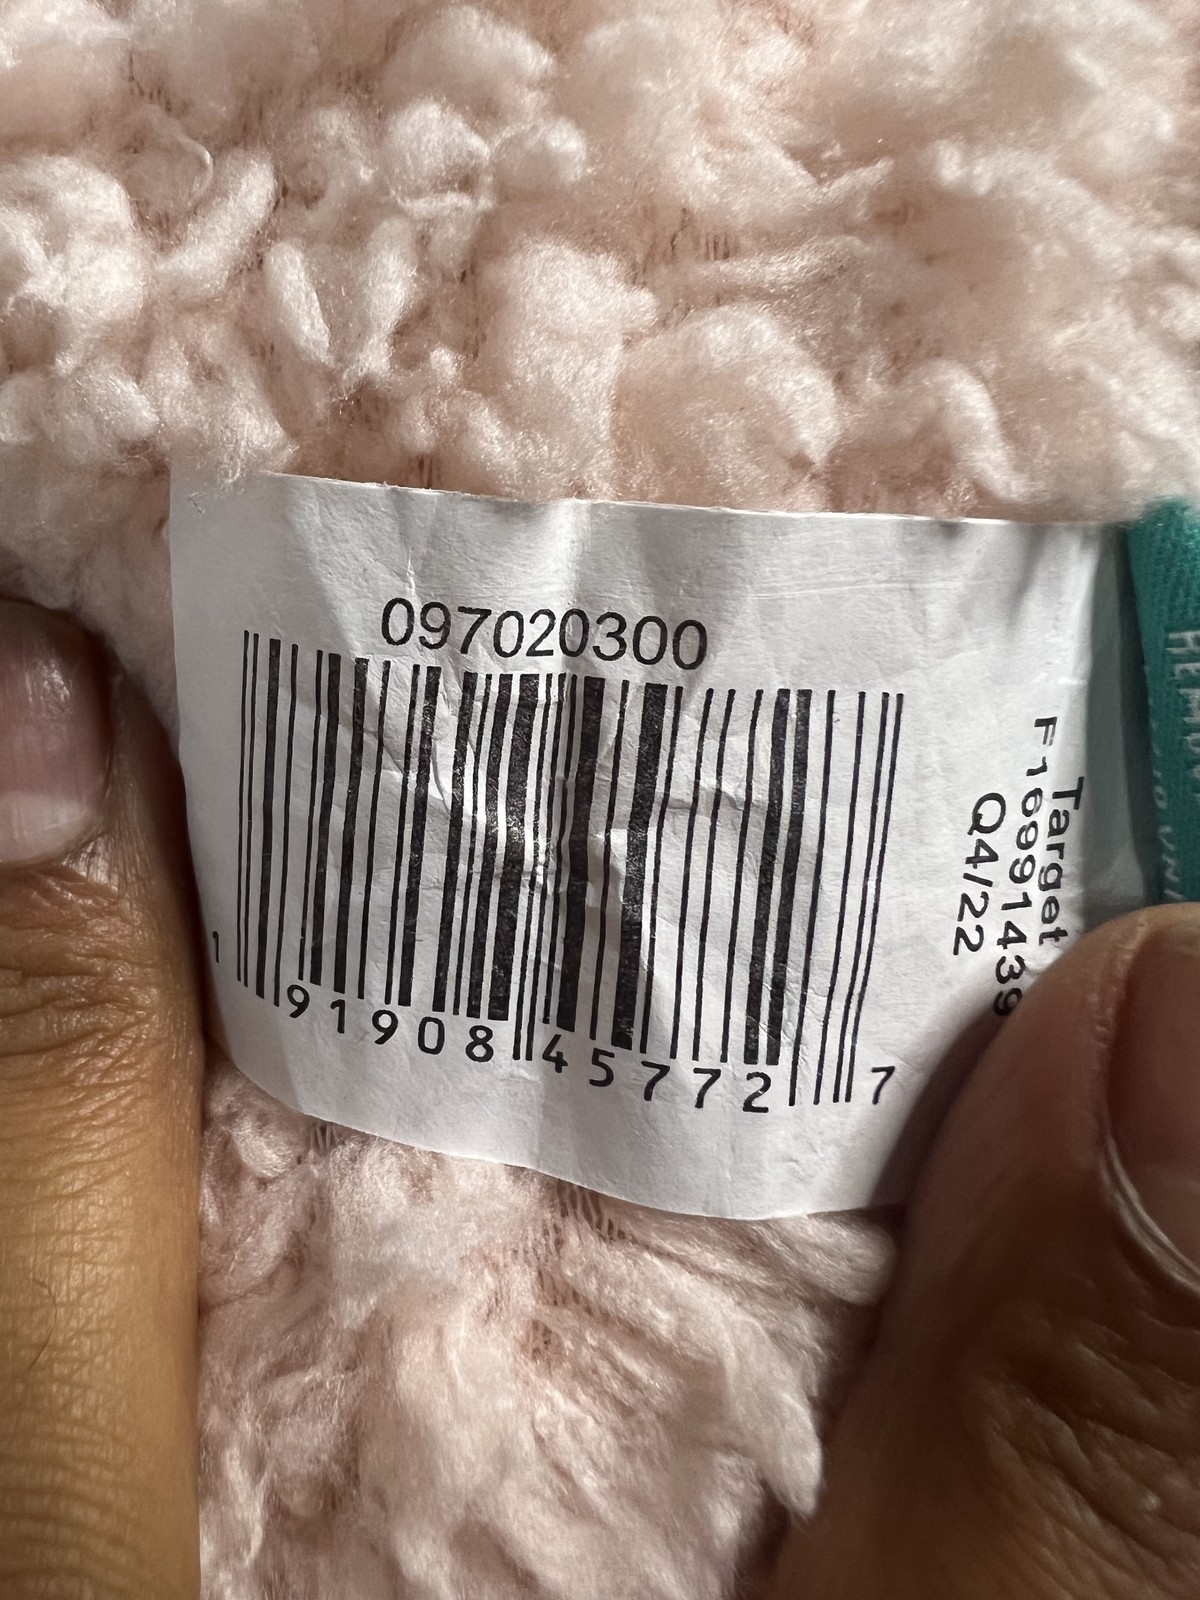 097020300
1 91908 45772 7
Target
F16991439
Q4/22